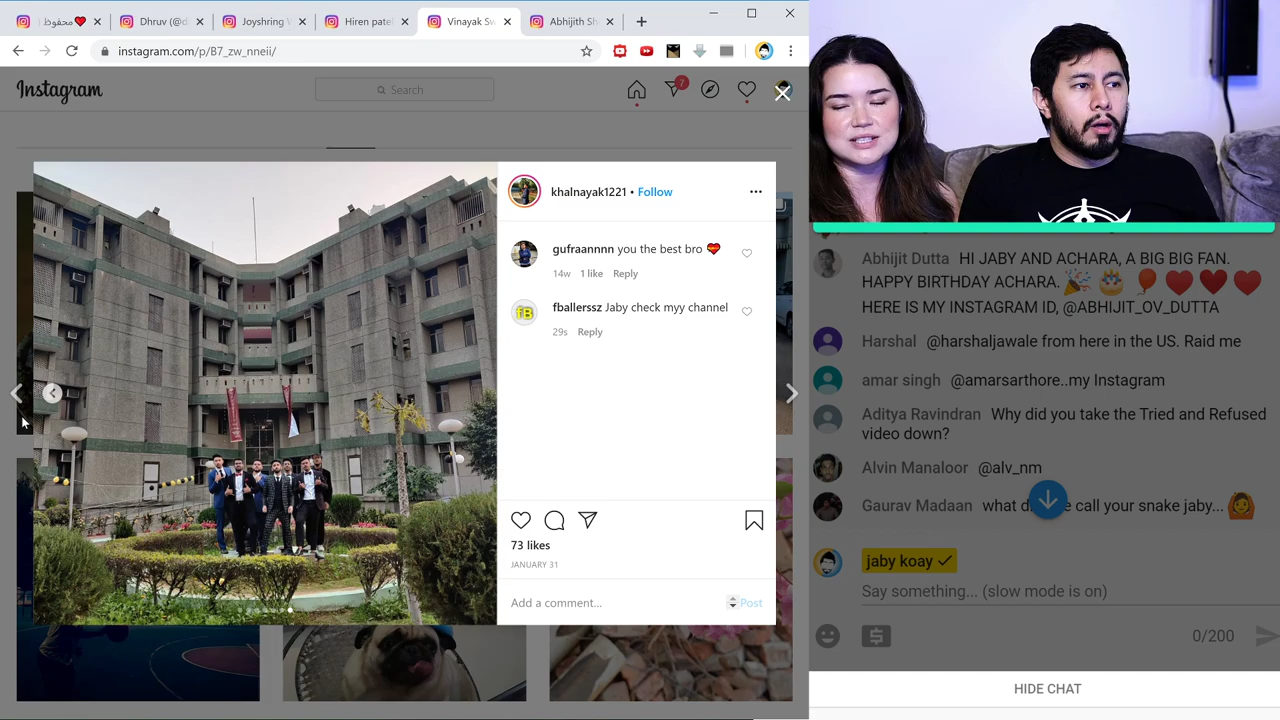 محفوظ❤️
Dhruv (@d
Joyshring
Hiren pate
Vinayak Sw
Abhijith Sh
instagram.com/p/B7_zw_nneii/
Instagram
Search
7
khalnayak1221 • Follow
gufraannnn you the best bro
14w 1 like Reply
fB
fballerssz Jaby check myy channel
29s Reply
73 likes
JANUARY 31
Add a comment...
Post
Abhijit Dutta HI JABY AND ACHARA, A BIG BIG FAN.
HAPPY BIRTHDAY ACHARA. 🎉 🎂 🎈 ♥️ ♥️ ♥️
HERE IS MY INSTAGRAM ID, @ABHIJIT_OV_DUTTA
Harshal @harshaljawale from here in the US. Raid me
amar singh @amarsarthore..my Instagram
Aditya Ravindran Why did you take the Tried and Refused
video down?
Alvin Manaloor @alv_nm
Gaurav Madaan what call your snake jaby... 🙆
jaby koay ✓
Say something... (slow mode is on)
0/200
HIDE CHAT